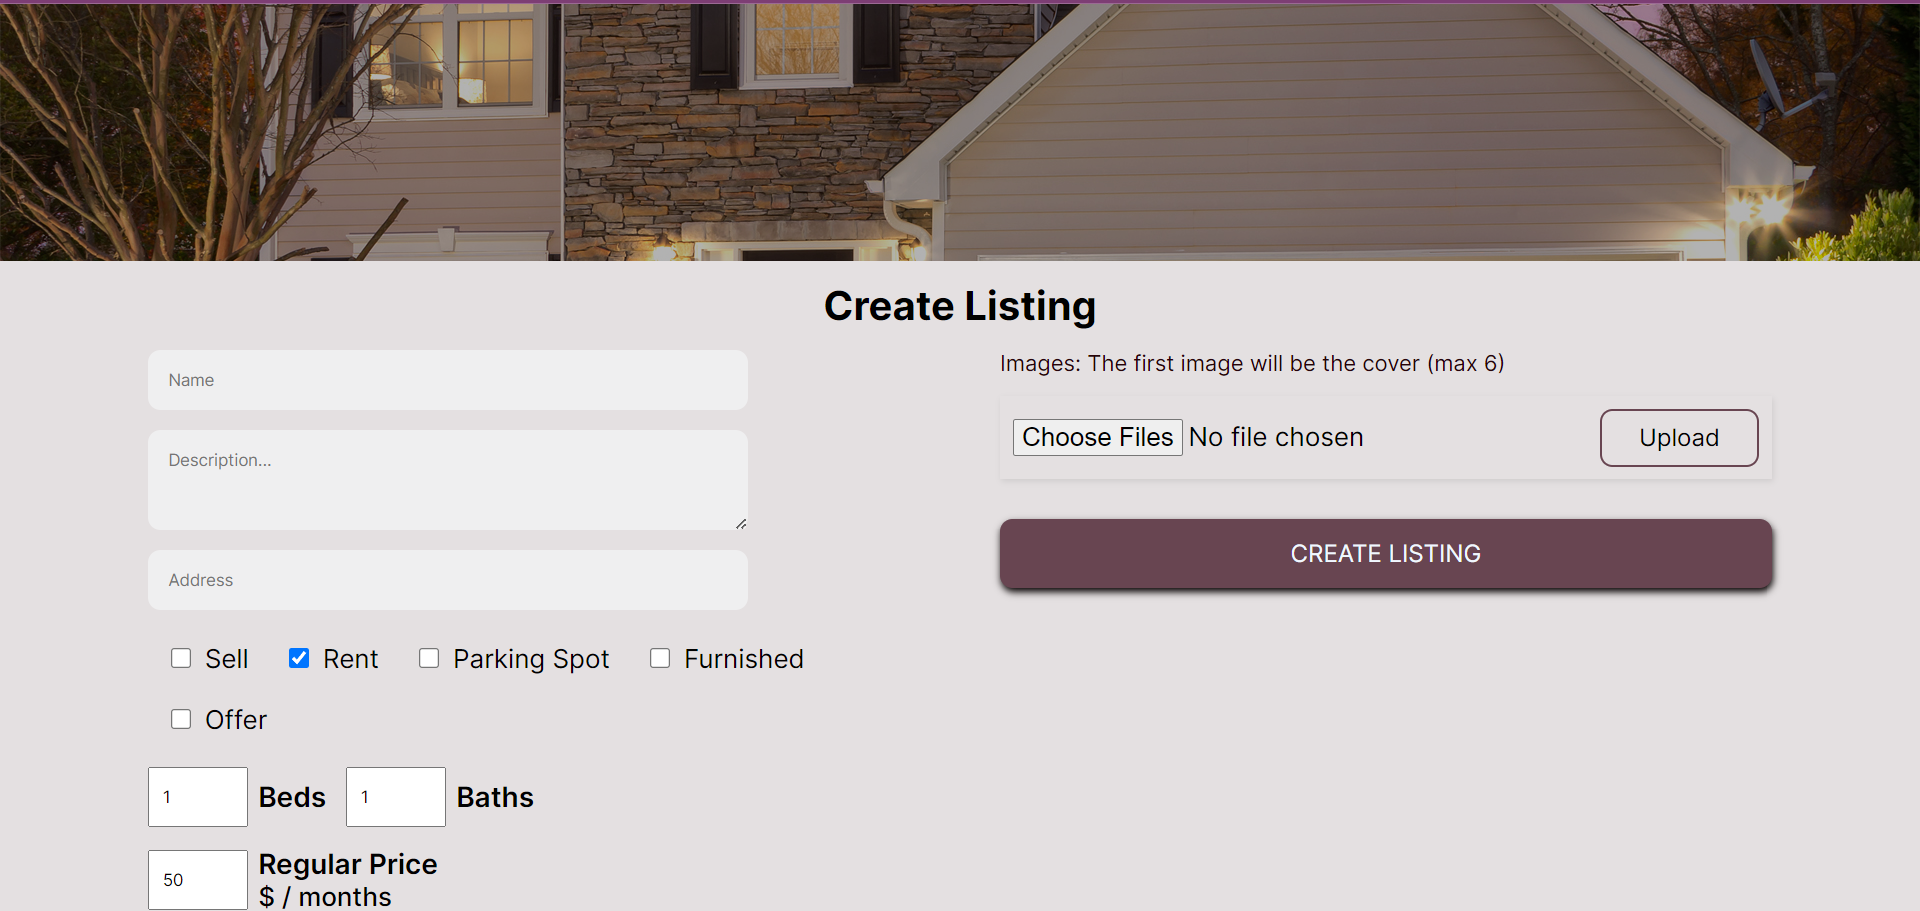 Create Listing
Name
Description...
Address
Sell Rent Parking Spot Furnished
Offer
1 Beds 1 Baths
50 Regular Price
$ / months
Images: The first image will be the cover (max 6)
Choose Files No file chosen Upload
CREATE LISTING